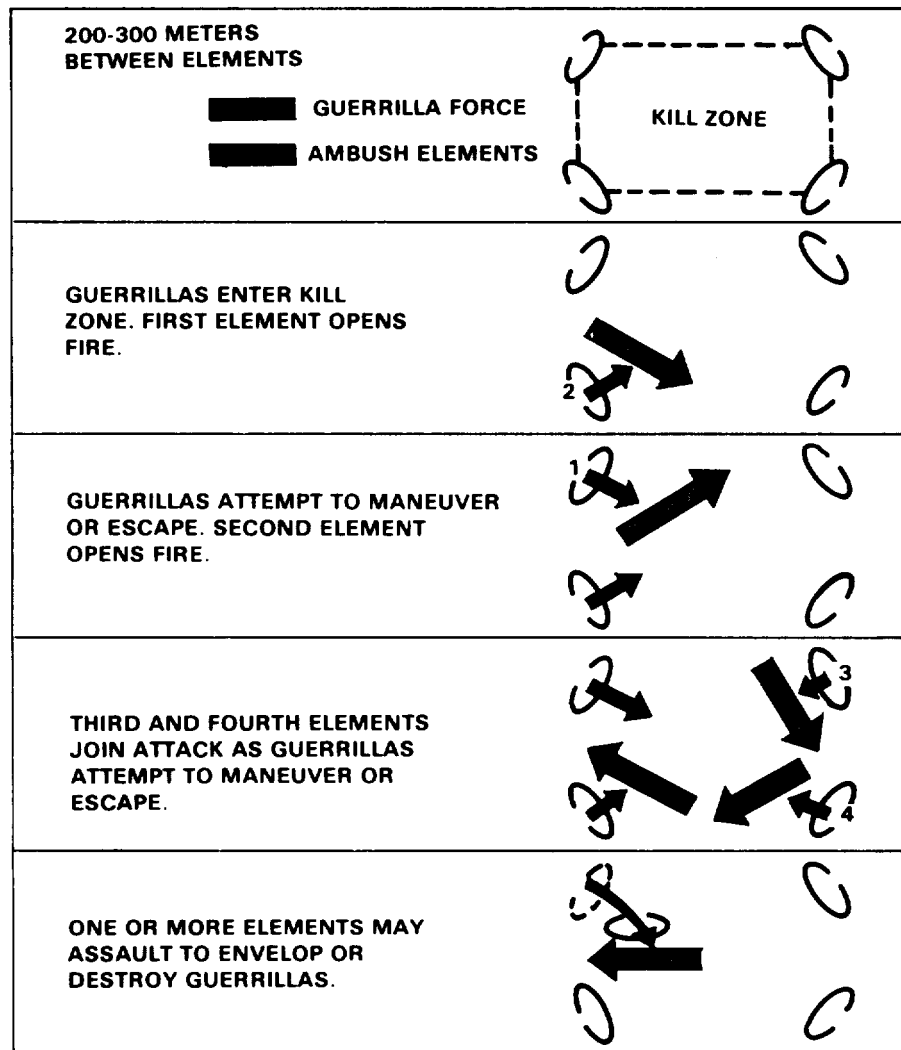 200-300 METERS
BETWEEN ELEMENTS
GUERRILLA FORCE
AMBUSH ELEMENTS
KILL ZONE
GUERRILLAS ENTER KILL
ZONE. FIRST ELEMENT OPENS
FIRE.
2
GUERRILLAS ATTEMPT TO MANEUVER
OR ESCAPE. SECOND ELEMENT
OPENS FIRE.
1
THIRD AND FOURTH ELEMENTS
JOIN ATTACK AS GUERRILLAS
ATTEMPT TO MANEUVER OR
ESCAPE.
3
4
ONE OR MORE ELEMENTS MAY
ASSAULT TO ENVELOP OR
DESTROY GUERRILLAS.